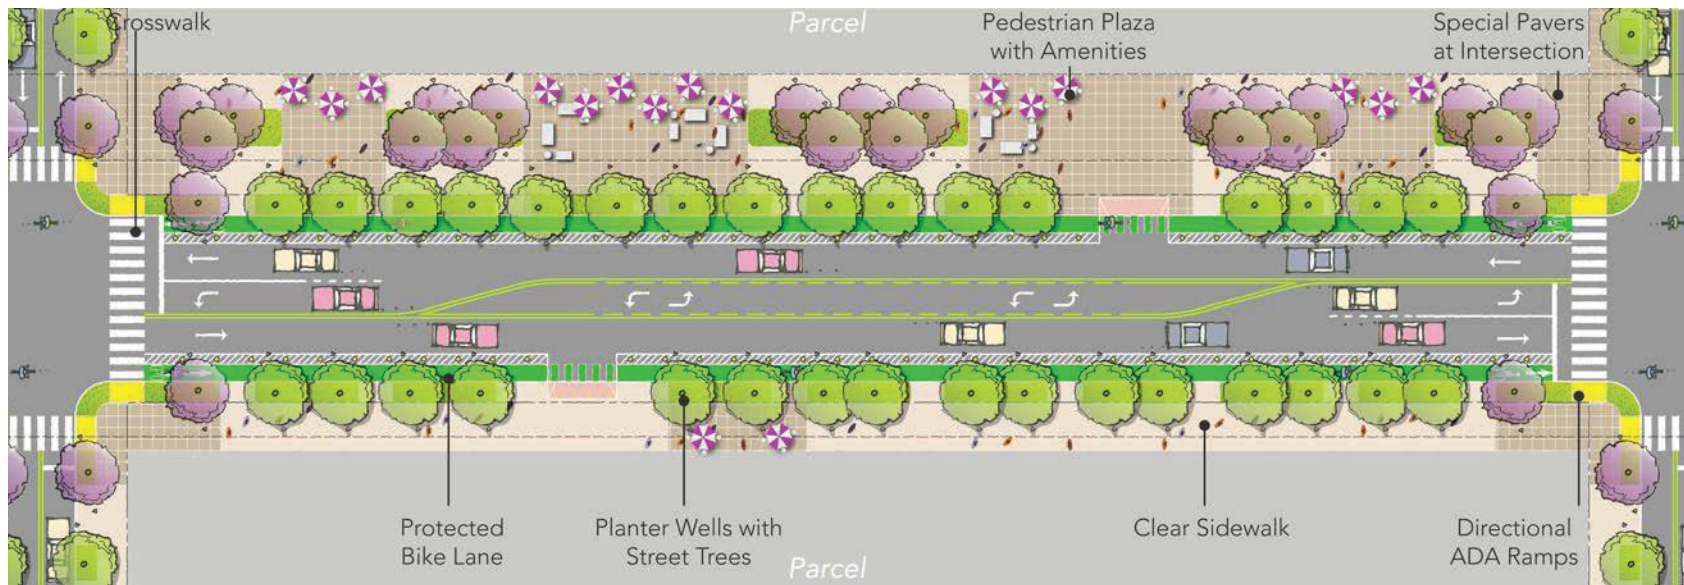 Crosswalk
Parcel
Pedestrian Plaza
with Amenities
Special Pavers
at Intersection
Protected
Bike Lane
Planter Wells with
Street Trees
Clear Sidewalk
Directional
ADA Ramps
Parcel